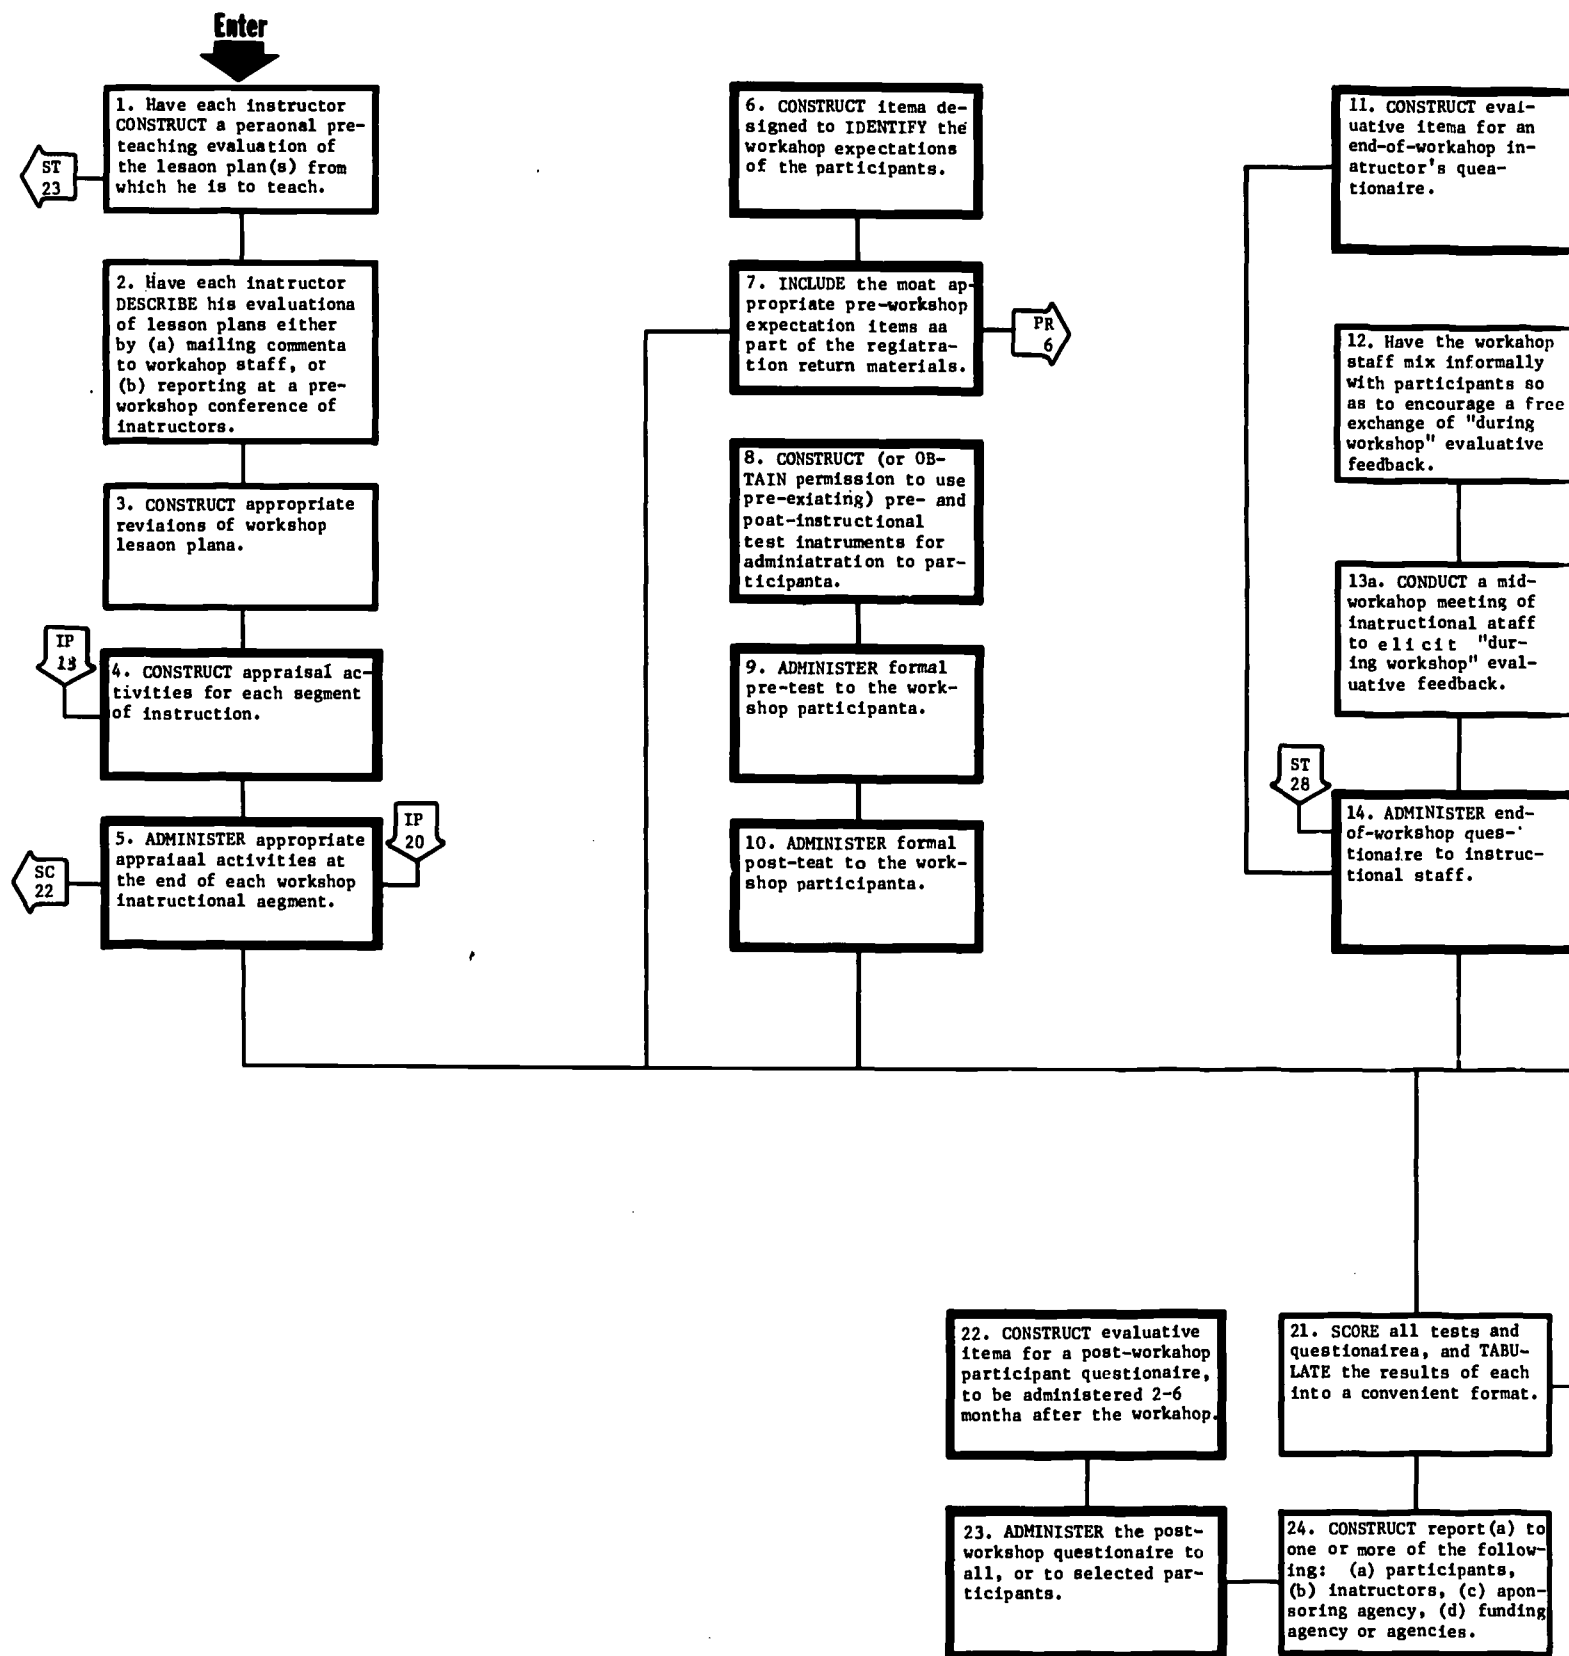 Enter
1. Have each instructor
CONSTRUCT a peraonal pre-
teaching evaluation of
the lesaon plan(s) from
which he is to teach.
ST
23
2. Have each inatructor
DESCRIBE his evaluationa
of lesson plans either
by (a) mailing commenta
to workahop staff, or
(b) reporting at a pre-
workshop conference of
inatructors.
3. CONSTRUCT appropriate
reviaions of workshop
lesaon plana.
IP
13
4. CONSTRUCT appraisal ac-
tivities for each segment
of instruction.
5. ADMINISTER appropriate
appraiaal activities at
the end of each workshop
inatructional aegment.
IP
20
SC
22
6. CONSTRUCT itema de-
signed to IDENTIFY the
workahop expectations
of the participants.
7. INCLUDE the moat ap-
propriate pre-workshop
expectation items aa
part of the regiatra-
tion return materials.
PR
6
8. CONSTRUCT (or OB-
TAIN permission to use
pre-exiating) pre- and
poat-instructional
test inatruments for
adminiatration to par-
ticipanta.
9. ADMINISTER formal
pre-test to the work-
shop participanta.
10. ADMINISTER formal
post-teat to the work-
shop participanta.
11. CONSTRUCT eval-
uative itema for an
end-of-workshop in-
atructor's quea-
tionaire.
12. Have the workahop
staff mix informally
with participants so
as to encourage a free
exchange of "during
workshop" evaluative
feedback.
13a. CONDUCT a mid-
workahop meeting of
inatructional ataff
to elicit "dur-
ing workshop" eval-
uative feedback.
ST
28
14. ADMINISTER end-
of-workshop ques-
tionaire to instruc-
tional staff.
22. CONSTRUCT evaluative
itema for a post-workahop
participant questionaire,
to be administered 2-6
montha after the workahop.
21. SCORE all tests and
questionairea, and TABU-
LATE the results of each
into a convenient format.
23. ADMINISTER the post-
workshop questionaire to
all, or to selected par-
ticipants.
24. CONSTRUCT report(a) to
one or more of the follow-
ing: (a) participants,
(b) inatructors, (c) apon-
soring agency, (d) funding
agency or agencies.